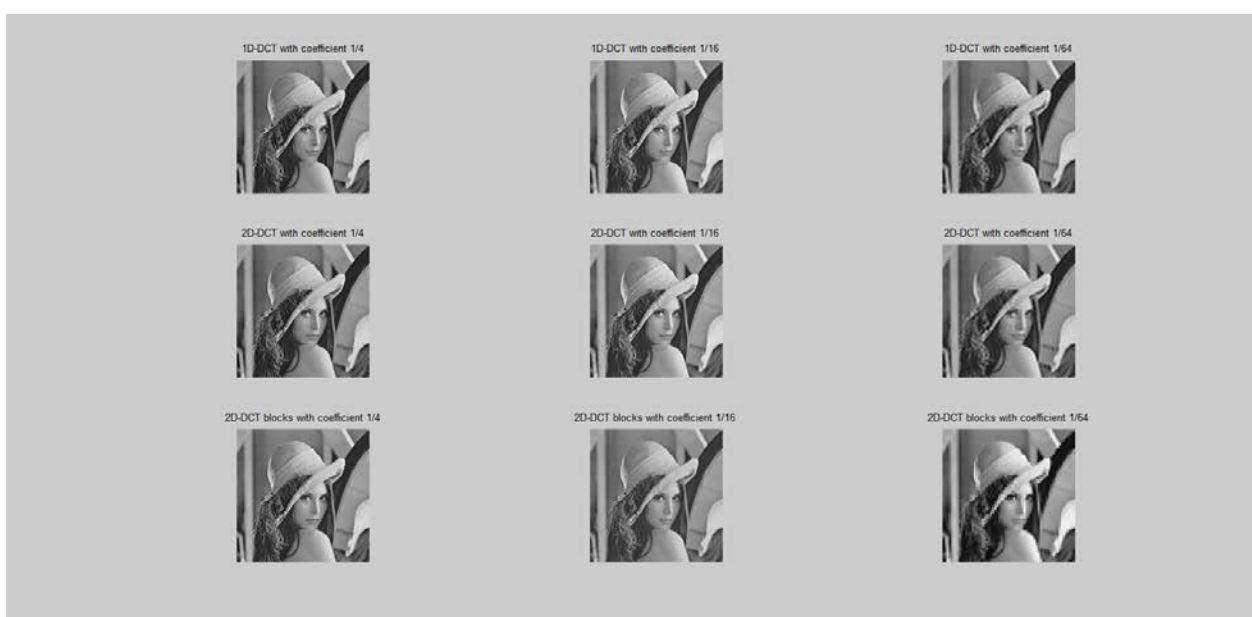 1D-DCT with coefficient 1/4
1D-DCT with coefficient 1/16
1D-DCT with coefficient 1/64
2D-DCT with coefficient 1/4
2D-DCT with coefficient 1/16
2D-DCT with coefficient 1/64
2D-DCT blocks with coefficient 1/4
2D-DCT blocks with coefficient 1/16
2D-DCT blocks with coefficient 1/64